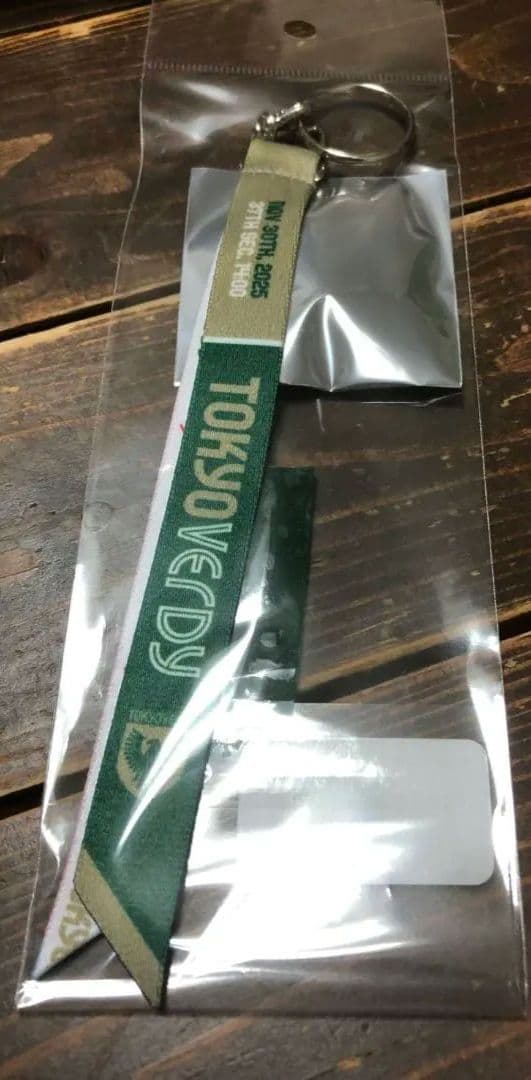 NOV 30TH, 2025
37TH SEC. 14:00
TOKYO VERDY